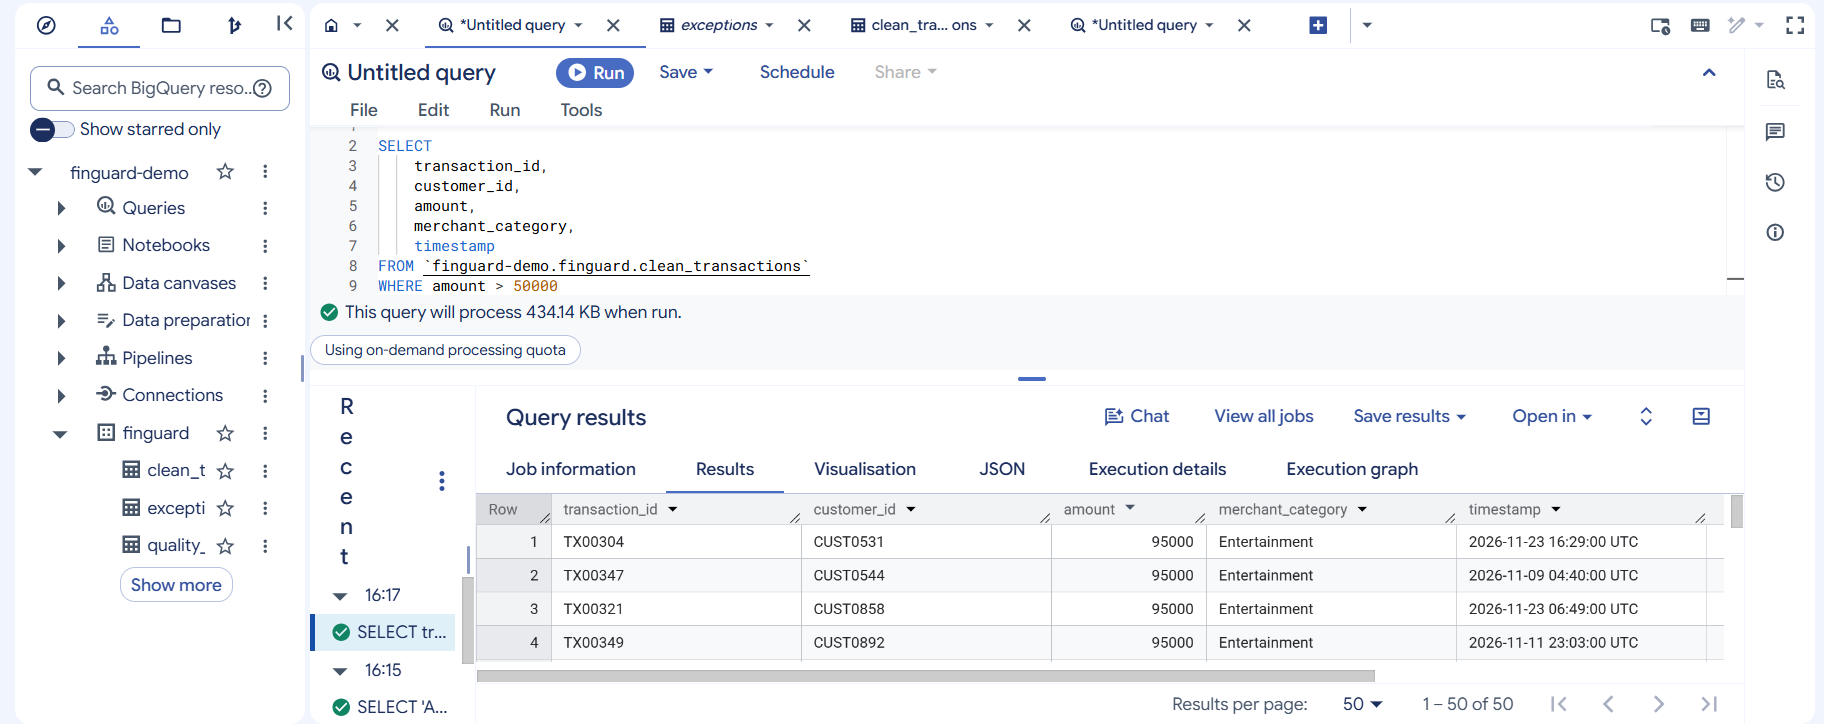 *Untitled query
exceptions
clean_tra... ons
*Untitled query
Search BigQuery reso...
Show starred only
finguard-demo
Queries
Notebooks
Data canvases
Data preparation
Pipelines
Connections
finguard
clean_t
excepti
quality_
Show more
Untitled query
Run
Save
Schedule
Share
File
Edit
Run
Tools
2 SELECT
3 transaction_id,
4 customer_id,
5 amount,
6 merchant_category,
7 timestamp
8 FROM `finguard-demo.finguard.clean_transactions`
9 WHERE amount > 50000
This query will process 434.14 KB when run.
Using on-demand processing quota
Recent
16:17
SELECT tr...
16:15
SELECT 'A...
Query results
Chat
View all jobs
Save results
Open in
Job information
Results
Visualisation
JSON
Execution details
Execution graph
Row transaction_id customer_id amount merchant_category timestamp
1 TX00304 CUST0531 95000 Entertainment 2026-11-23 16:29:00 UTC
2 TX00347 CUST0544 95000 Entertainment 2026-11-09 04:40:00 UTC
3 TX00321 CUST0858 95000 Entertainment 2026-11-23 06:49:00 UTC
4 TX00349 CUST0892 95000 Entertainment 2026-11-11 23:03:00 UTC
Results per page: 50 1 – 50 of 50